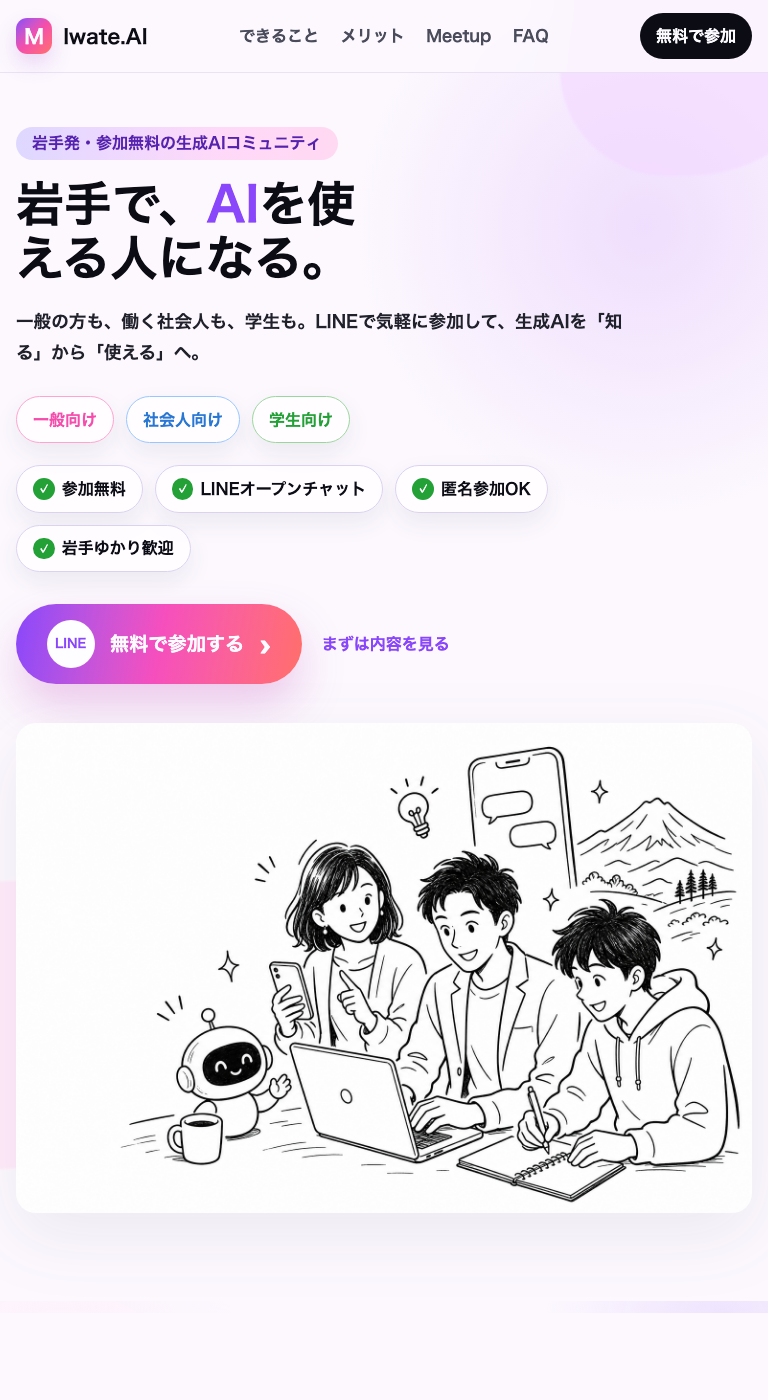 M Iwate.AI
できること メリット Meetup FAQ
無料で参加
岩手発・参加無料の生成AIコミュニティ
岩手で、AIを使
える人になる。
一般の方も、働く社会人も、学生も。LINEで気軽に参加して、生成AIを「知
る」から「使える」へ。
一般向け 社会人向け 学生向け
✓ 参加無料 ✓ LINEオープンチャット ✓ 匿名参加OK
✓ 岩手ゆかり歓迎
LINE 無料で参加する › まずは内容を見る